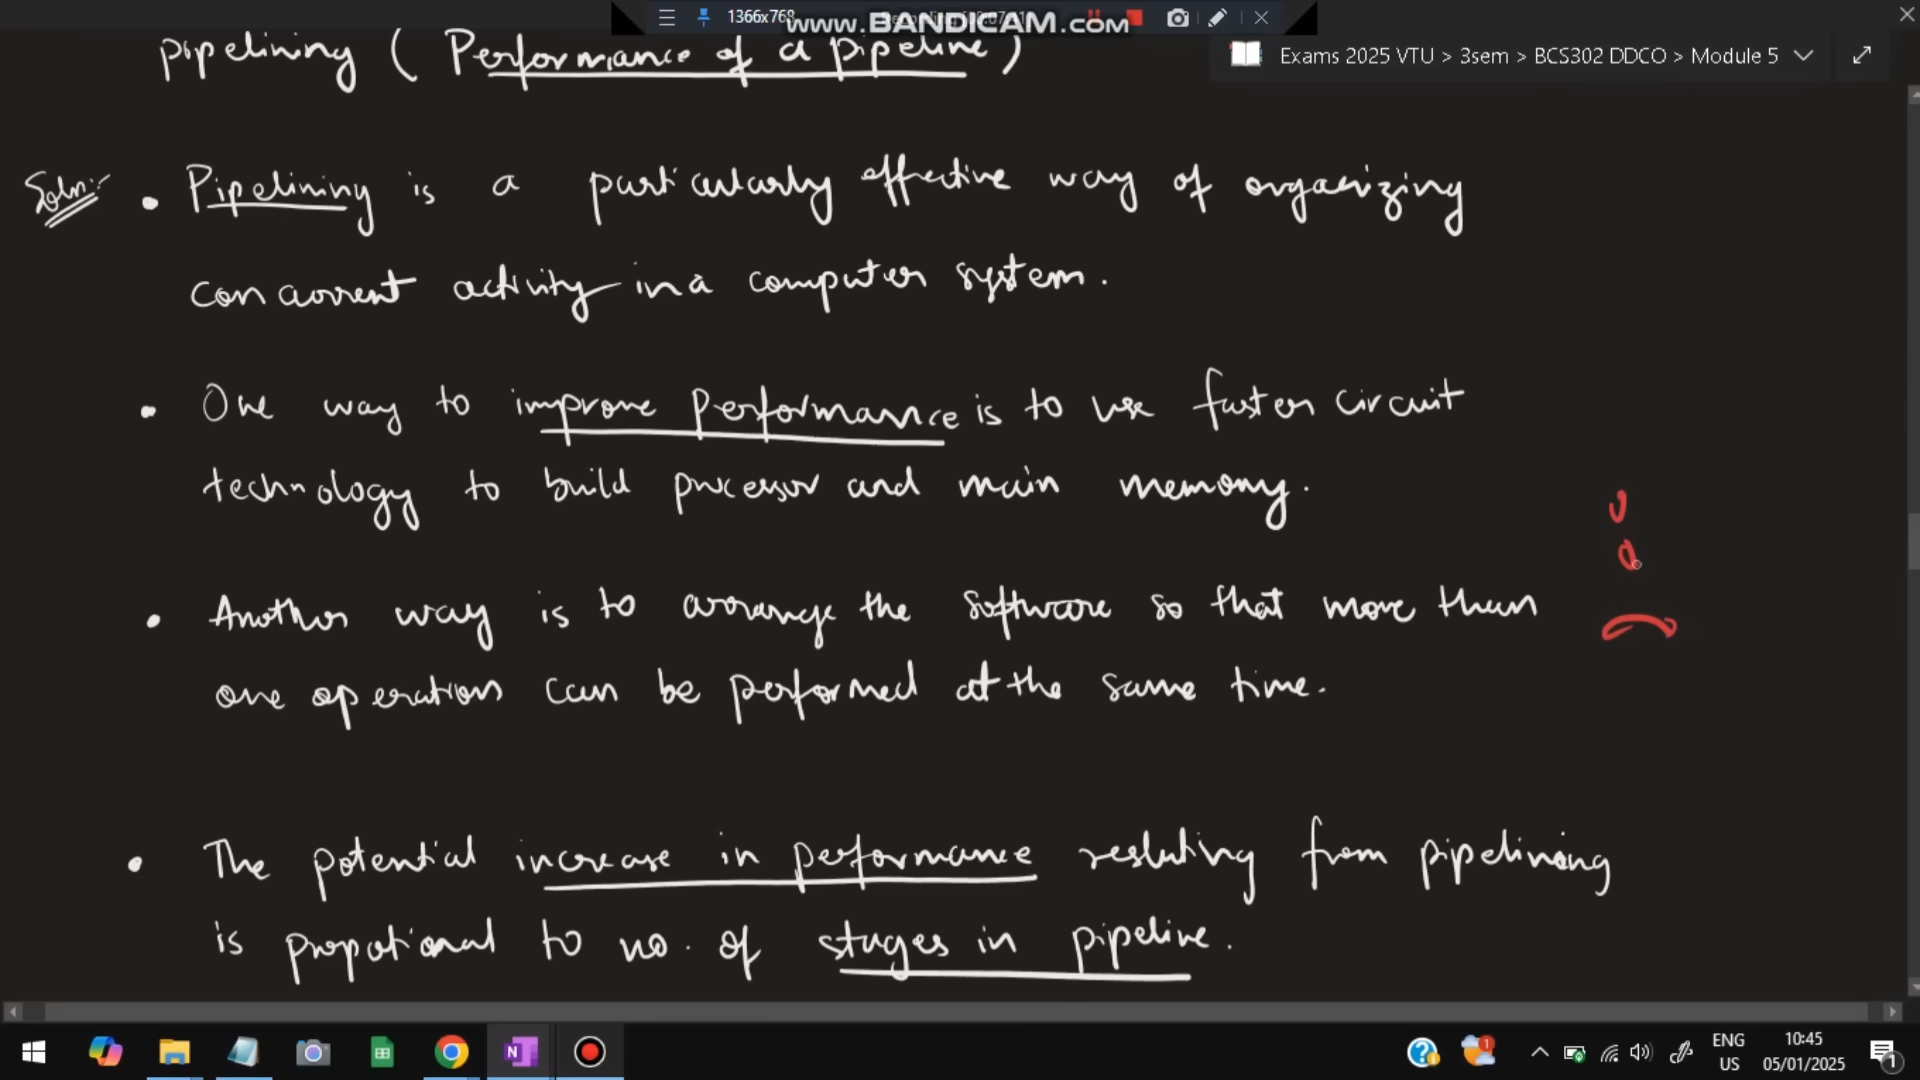 1366x768
www.BANDICAM.com
pipelining ( Performance of a pipeline )
Exams 2025 VTU > 3sem > BCS302 DDCO > Module 5
Soln:-
• Pipelining is a particularly effective way of organizing
concurrent activity in a computer system.
• One way to improve performance is to use faster circuit
technology to build processor and main memory.
• Another way is to arrange the software so that more than
one operation can be performed at the same time.
• The potential increase in performance resluting from pipelining
is propotional to no. of stages in pipeline.
ENG
US
10:45
05/01/2025
1
1